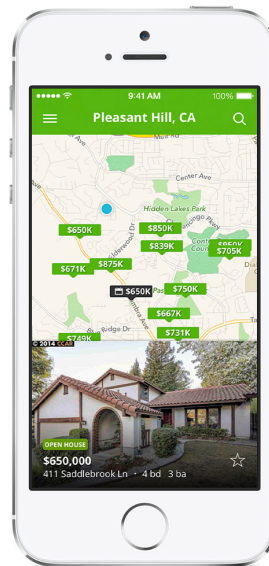 9:41 AM 100%
Pleasant Hill, CA
Center Ave
Hidden Lakes Park
$650K
$850K
$839K
$705K
$875K
$671K
$750K
$650K
$667K
$731K
$749K
© 2014 CCAR
OPEN HOUSE
$650,000
411 Saddlebrook Ln · 4 bd 3 ba